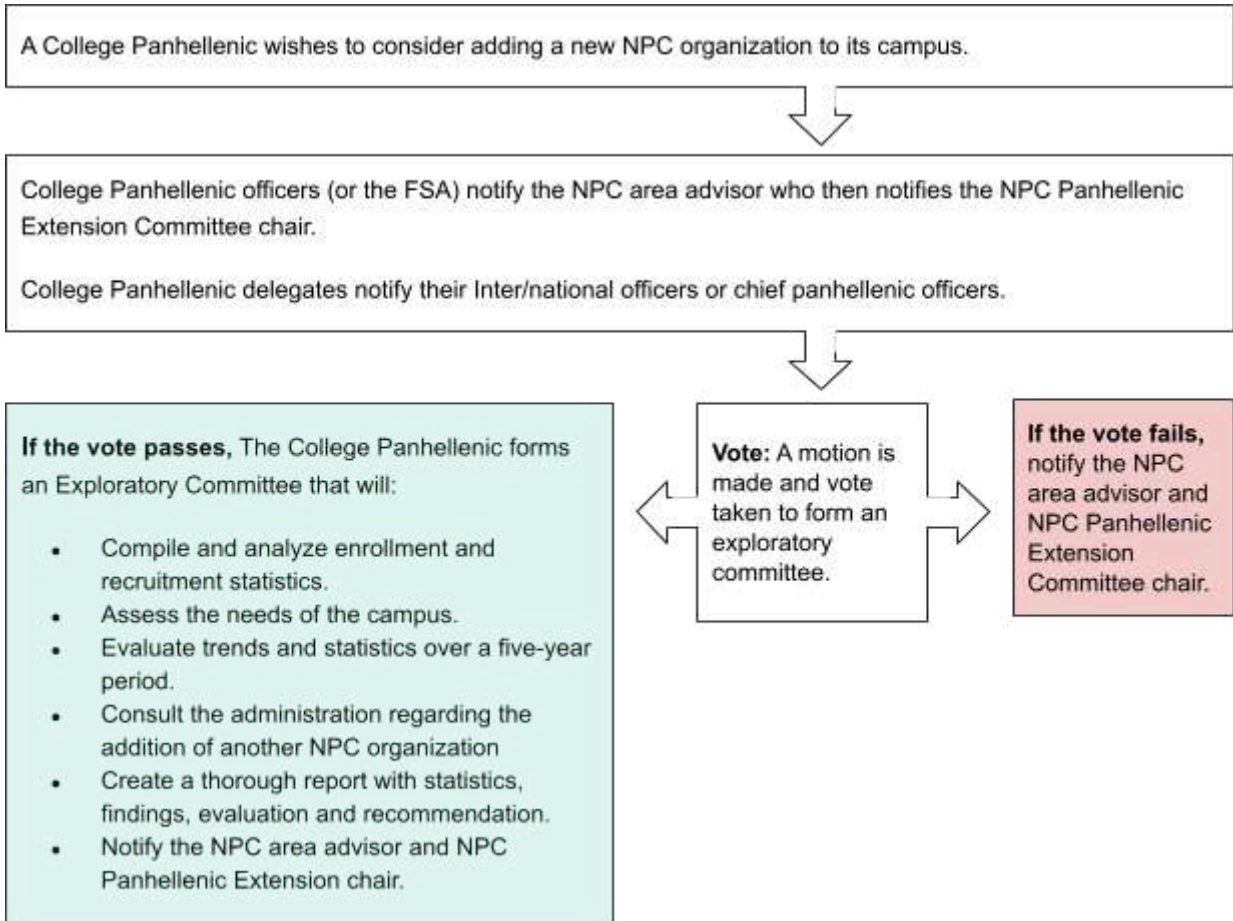 A College Panhellenic wishes to consider adding a new NPC organization to its campus.
College Panhellenic officers (or the FSA) notify the NPC area advisor who then notifies the NPC Panhellenic
Extension Committee chair.
College Panhellenic delegates notify their Inter/national officers or chief panhellenic officers.
If the vote passes, The College Panhellenic forms
an Exploratory Committee that will:
• Compile and analyze enrollment and
recruitment statistics.
• Assess the needs of the campus.
• Evaluate trends and statistics over a five-year
period.
• Consult the administration regarding the
addition of another NPC organization
• Create a thorough report with statistics,
findings, evaluation and recommendation.
• Notify the NPC area advisor and NPC
Panhellenic Extension chair.
Vote: A motion is
made and vote
taken to form an
exploratory
committee.
If the vote fails,
notify the NPC
area advisor and
NPC Panhellenic
Extension
Committee chair.